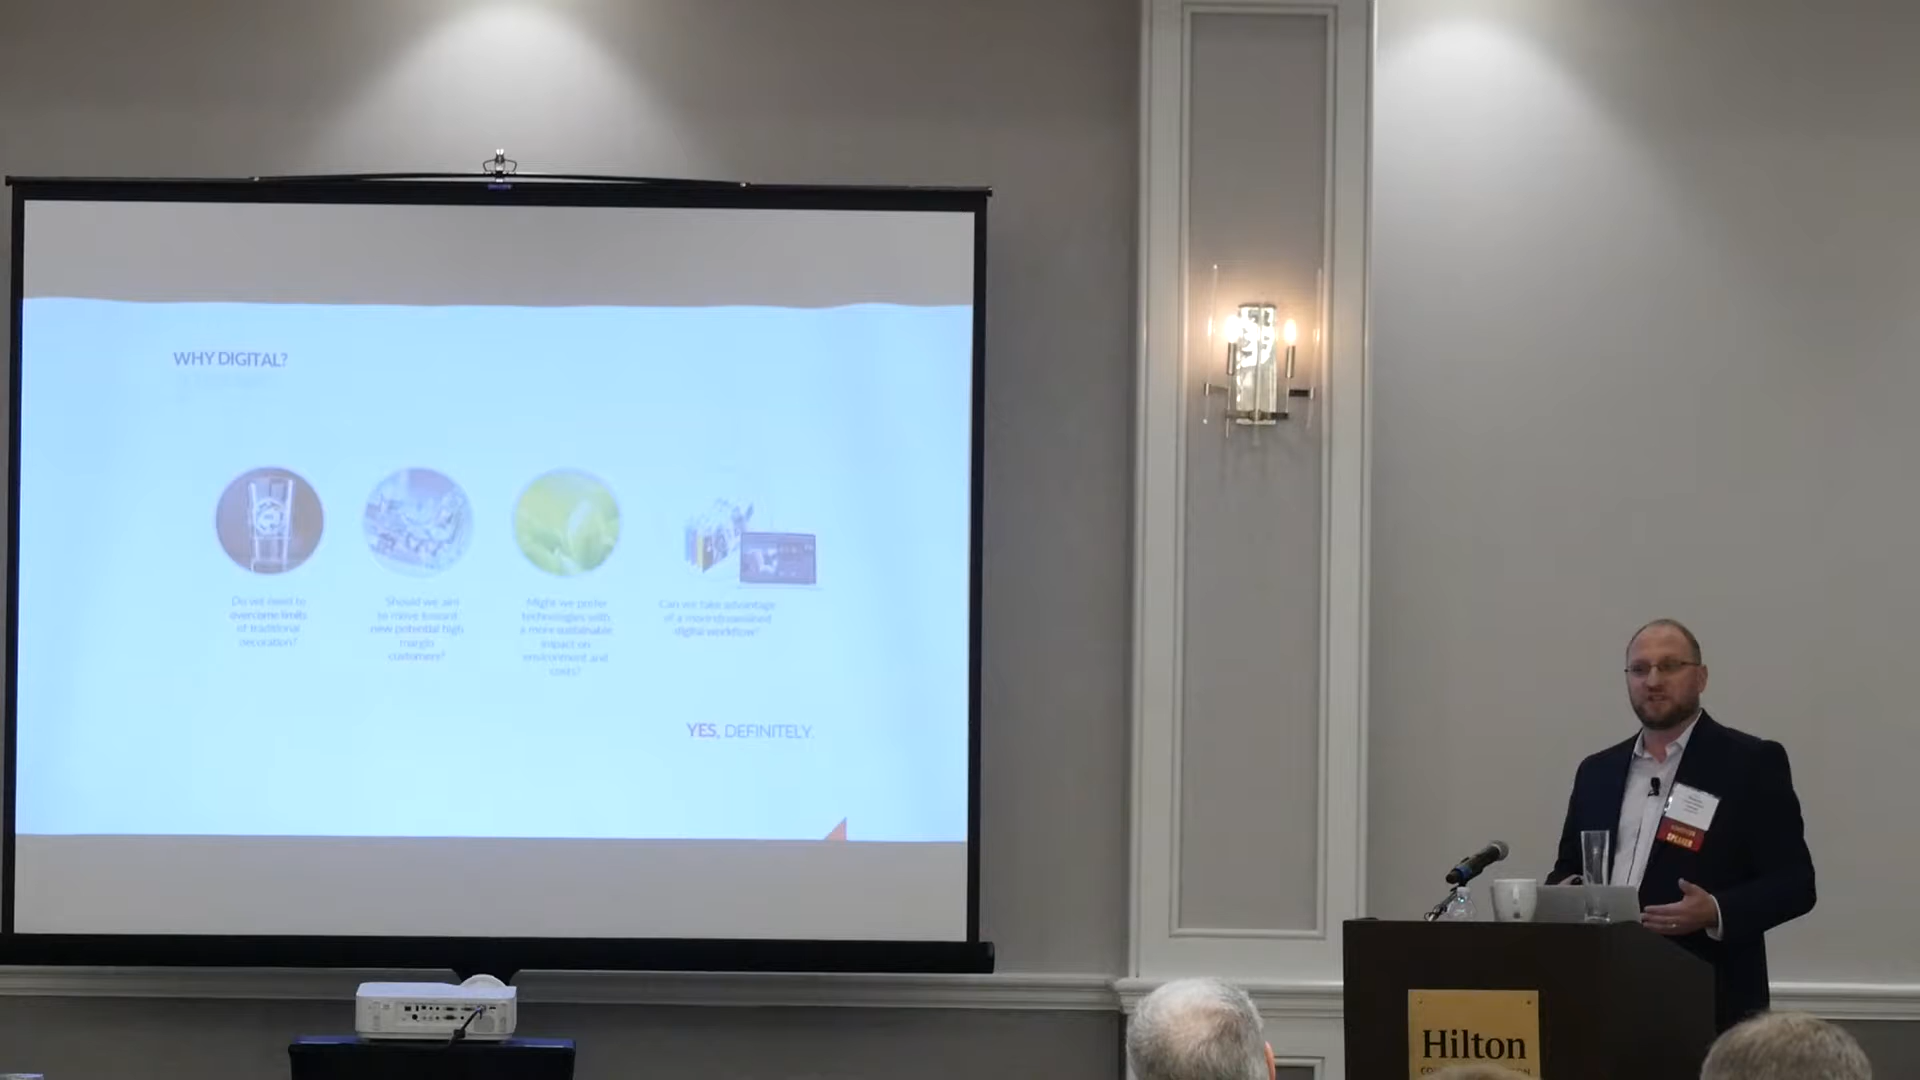 WHY DIGITAL?
Do we need to
overcome limits
of traditional
decoration?
Should we aim
to move toward
new potential high
margin
customers?
Might we prefer
technologies with
a more sustainable
impact on
environment and
costs?
Can we take advantage
of a more streamlined
digital workflow?
YES, DEFINITELY.
SPEAKER
Hilton